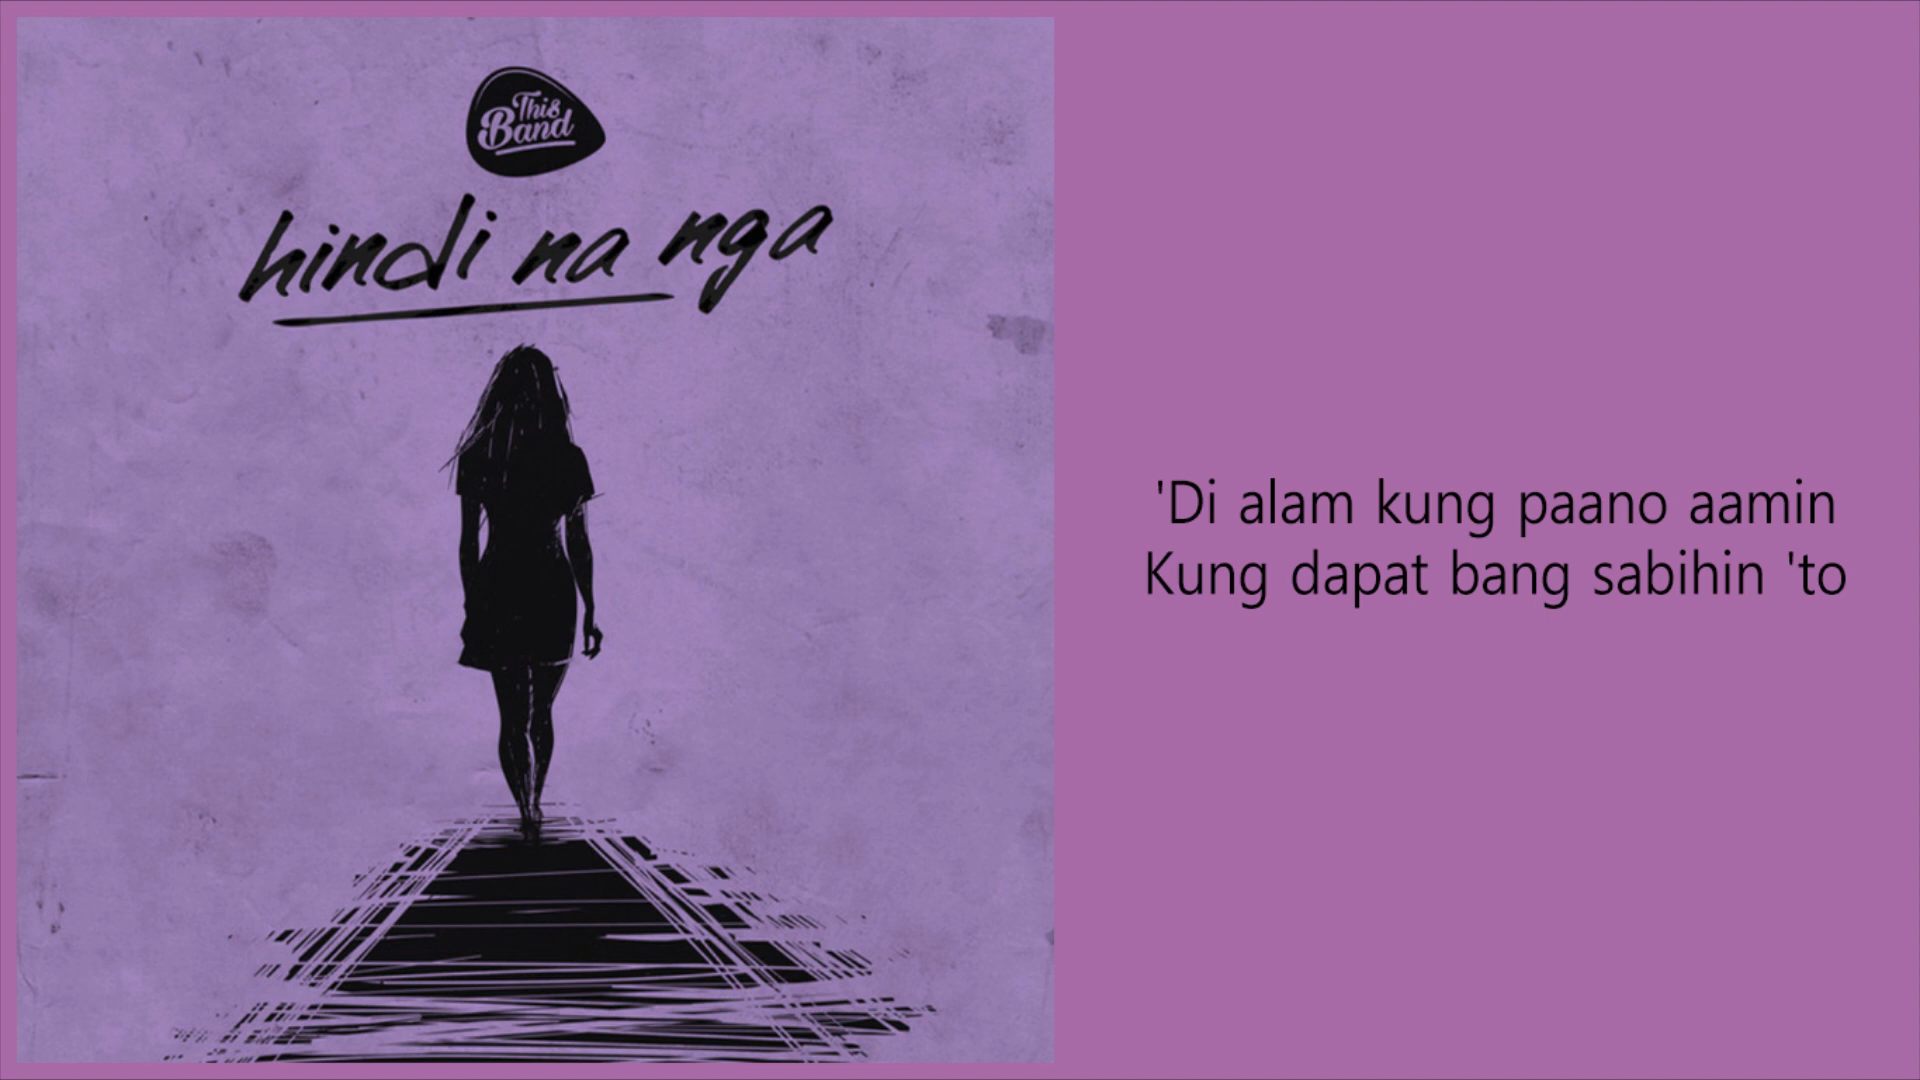 This
Band
hindi na nga
'Di alam kung paano aamin
Kung dapat bang sabihin 'to